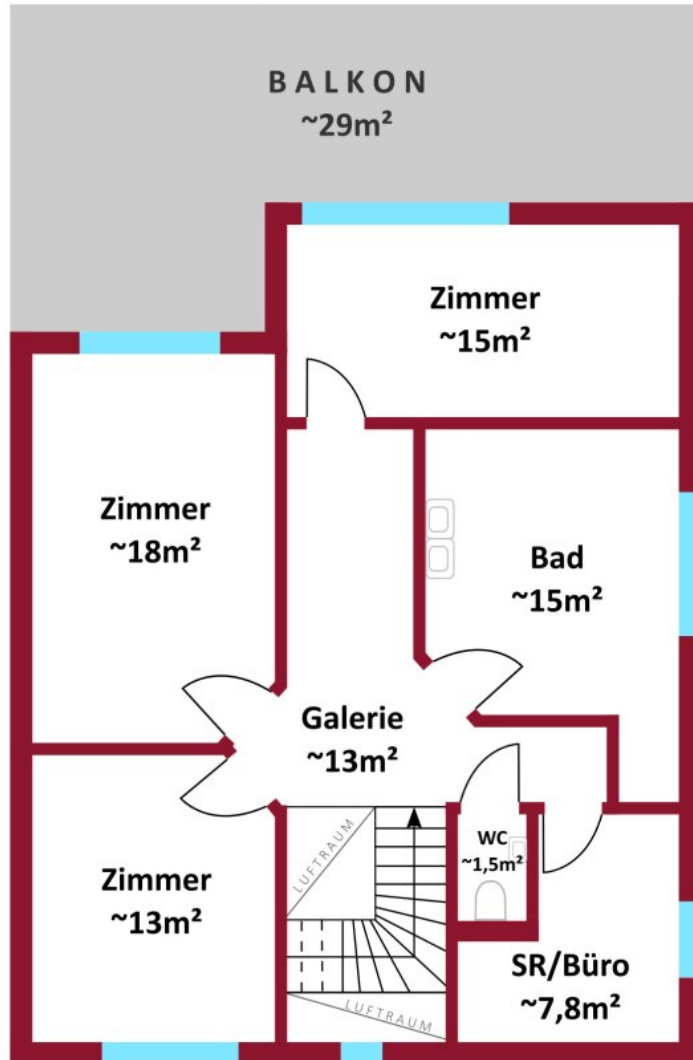 BALKON
~29m²
Zimmer
~15m²
Zimmer
~18m²
Bad
~15m²
Galerie
~13m²
LUFTRAUM
WC
~1,5m²
Zimmer
~13m²
SR/Büro
~7,8m²
LUFTRAUM